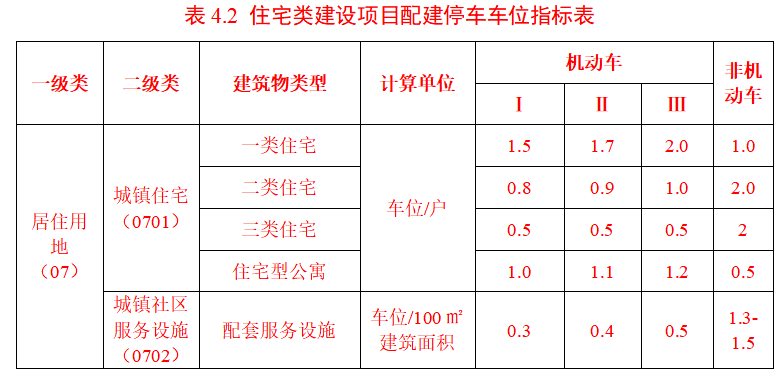 表 4.2 住宅类建设项目配建停车车位指标表
一级类 二级类 建筑物类型 计算单位 机动车 非机动车
Ⅰ Ⅱ Ⅲ
居住用地（07） 城镇住宅（0701） 一类住宅 车位/户 1.5 1.7 2.0 1.0
二类住宅 0.8 0.9 1.0 2.0
三类住宅 0.5 0.5 0.5 2
住宅型公寓 1.0 1.1 1.2 0.5
城镇社区服务设施（0702） 配套服务设施 车位/100 ㎡建筑面积 0.3 0.4 0.5 1.3-1.5